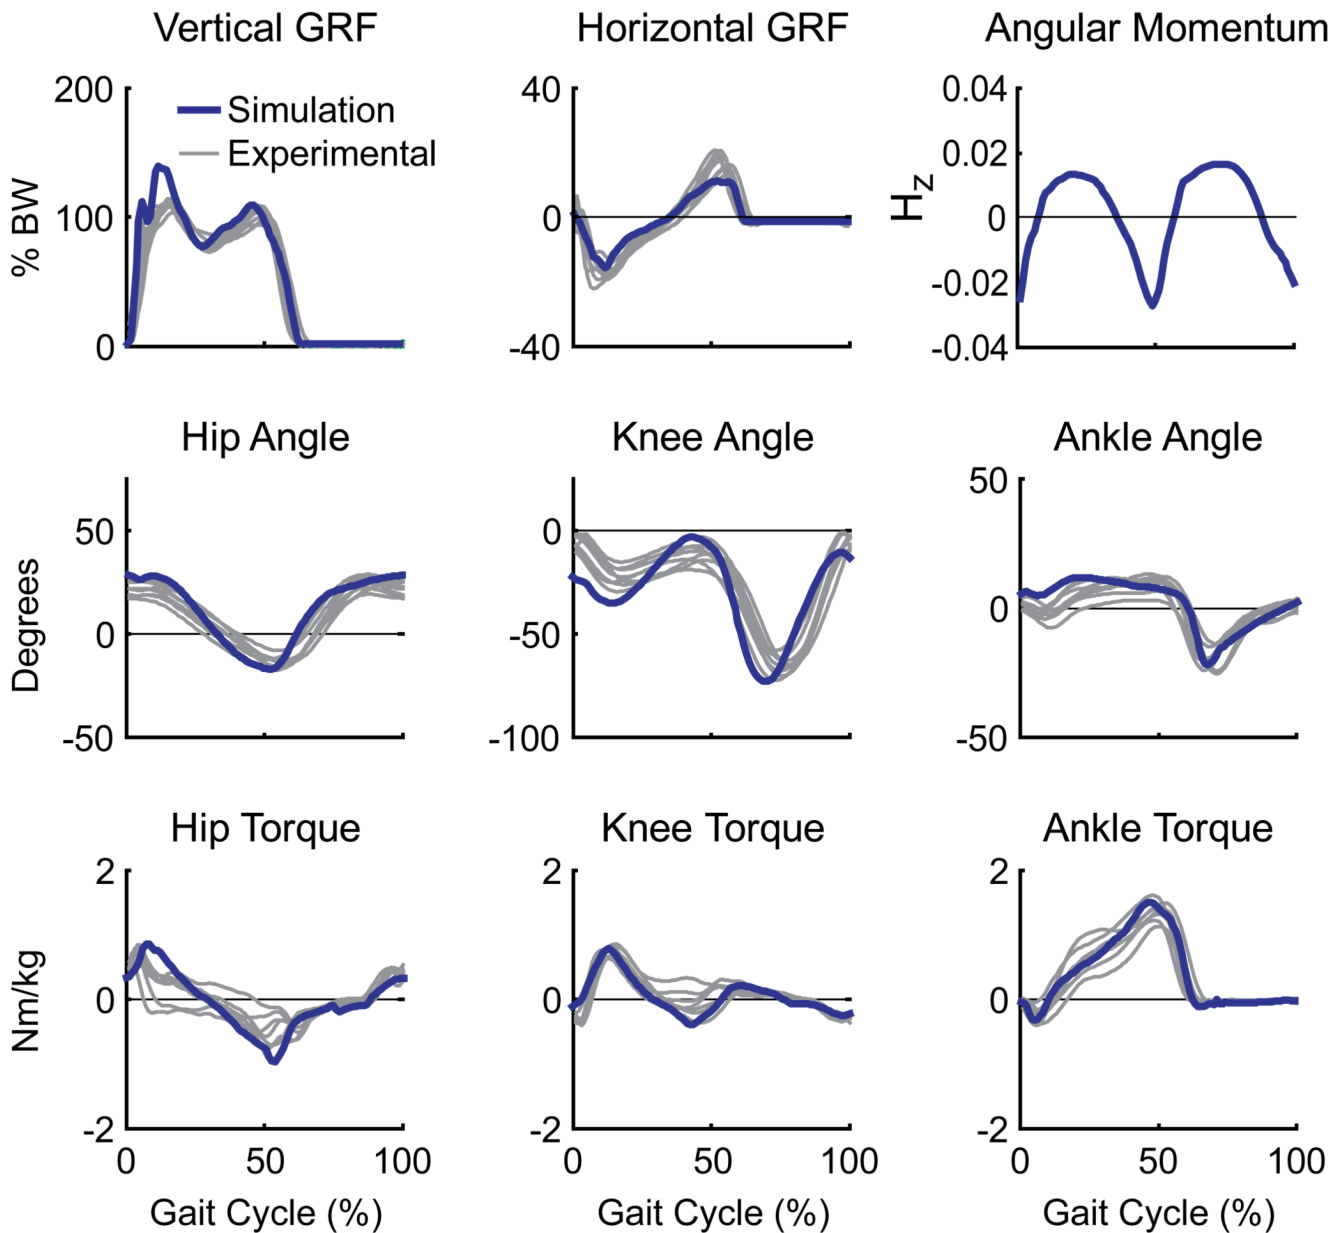 Vertical GRF
Horizontal GRF
Angular Momentum
200
100
0
% BW
Simulation
Experimental
40
0
-40
0.04
0.02
0
-0.02
-0.04
Hz
Hip Angle
Knee Angle
Ankle Angle
50
0
-50
Degrees
0
-50
-100
50
0
-50
Hip Torque
Knee Torque
Ankle Torque
2
0
-2
Nm/kg
0 50 100
Gait Cycle (%)
2
0
-2
0 50 100
Gait Cycle (%)
2
0
-2
0 50 100
Gait Cycle (%)